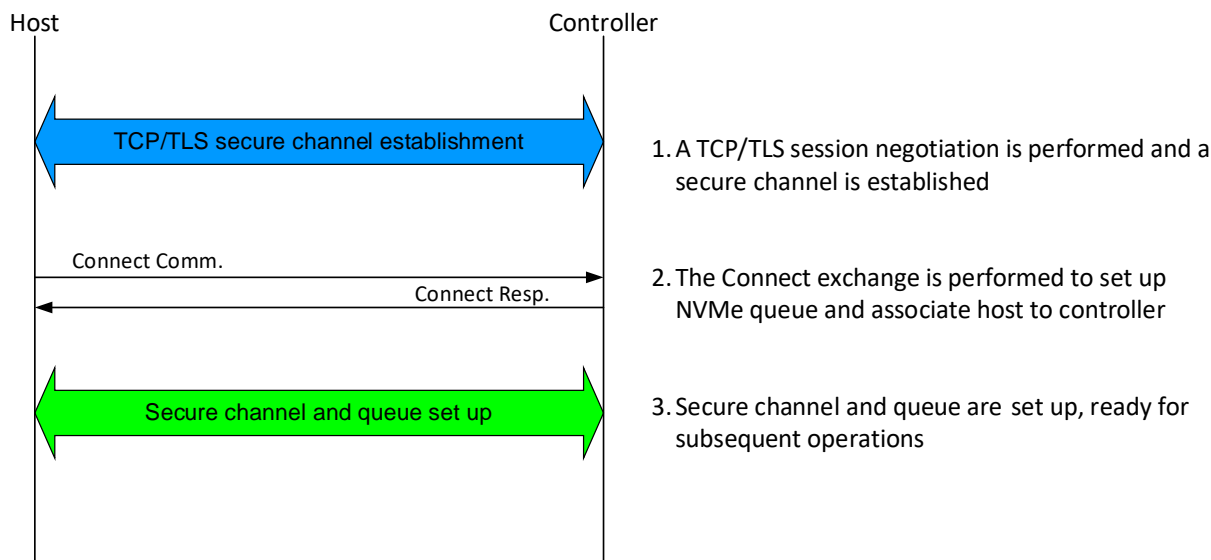 Host
Controller
TCP/TLS secure channel establishment
1. A TCP/TLS session negotiation is performed and a
secure channel is established
Connect Comm.
Connect Resp.
2. The Connect exchange is performed to set up
NVMe queue and associate host to controller
Secure channel and queue set up
3. Secure channel and queue are set up, ready for
subsequent operations